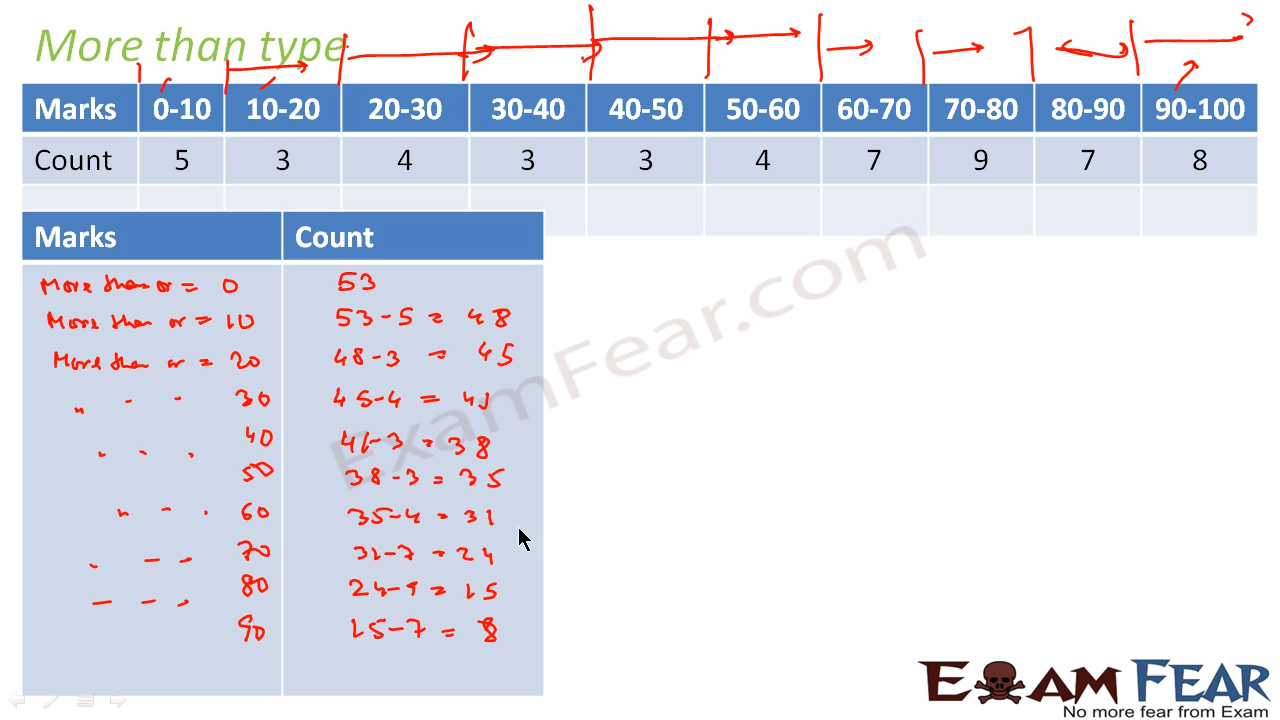 More than type
Marks 0-10 10-20 20-30 30-40 40-50 50-60 60-70 70-80 80-90 90-100
Count 5 3 4 3 3 4 7 9 7 8
Marks Count
More than or = 0 53
More than or = 10 53-5 = 48
More than or = 20 48-3 = 45
" - - 30 45-4 = 41
. . . 40 41-3 = 38
50 38-3 = 35
" - . 60 35-4 = 31
. - - 70 31-7 = 24
- - - 80 24-9 = 15
90 15-7 = 8
ExamFear.com
EXAM FEAR
No more fear from Exam